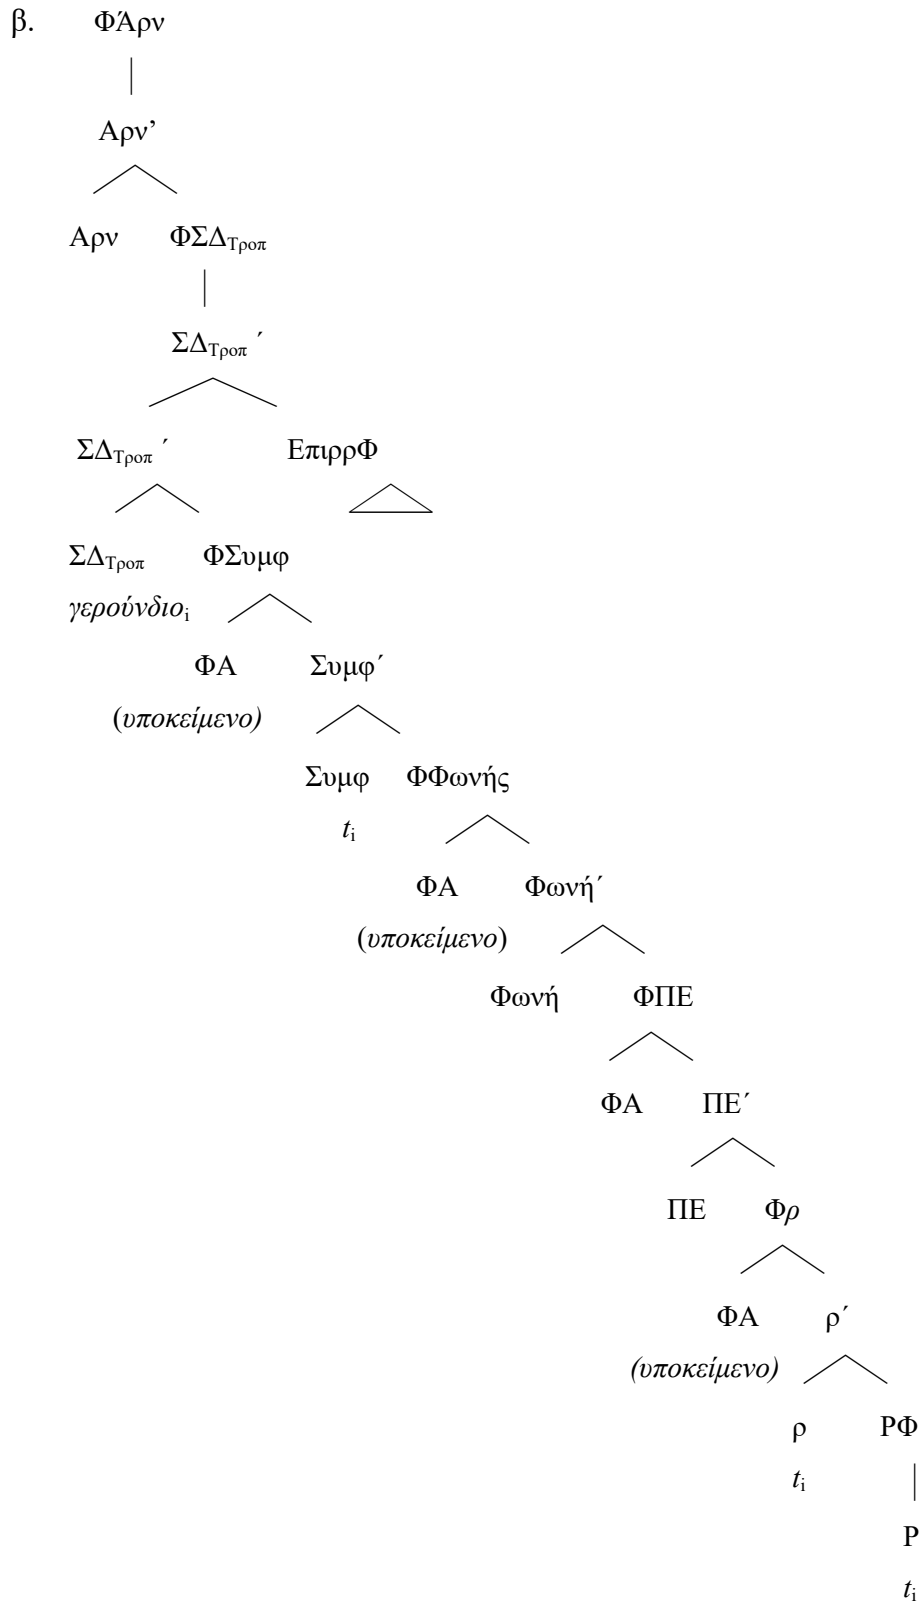 β. ΦΆρν
Αρν’
Αρν ΦΣΔΤροπ
ΣΔΤροπ ΄
ΣΔΤροπ ΄ ΕπιρρΦ
ΣΔΤροπ ΦΣυμφ
γερούνδιοi
ΦΑ Συμφ΄
(υποκείμενο)
Συμφ ΦΦωνής
ti
ΦΑ Φωνή΄
(υποκείμενο)
Φωνή ΦΠΕ
ΦΑ ΠΕ΄
ΠΕ Φρ
ΦΑ ρ΄
(υποκείμενο)
ρ ΡΦ
ti
Ρ
ti